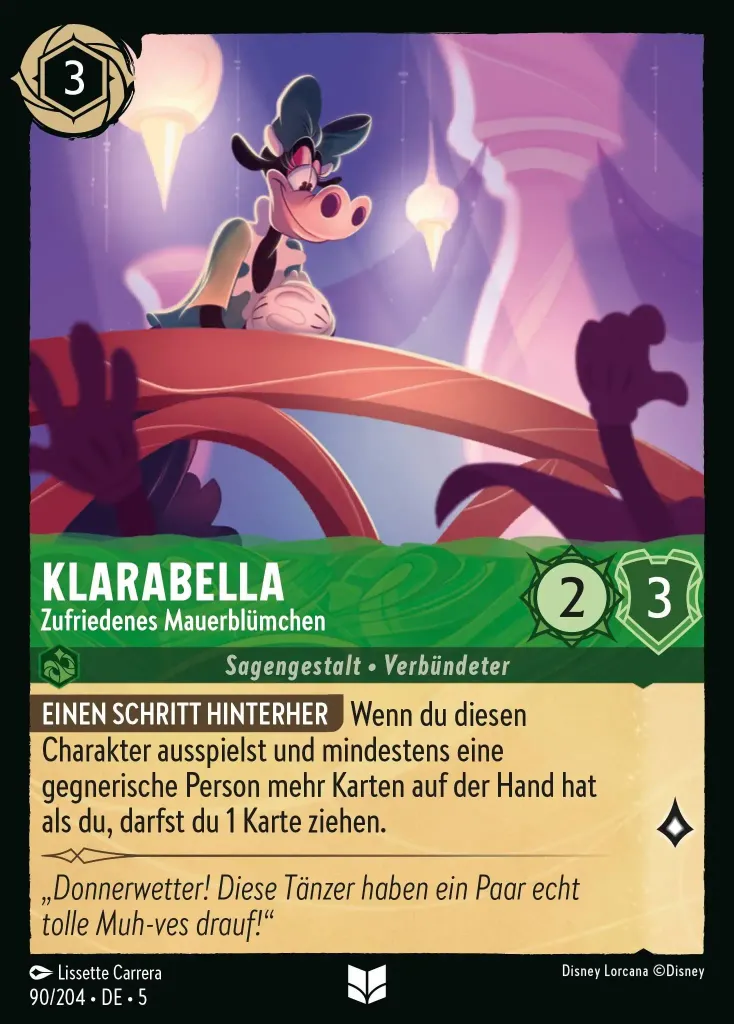 3
KLARABELLA
Zufriedenes Mauerblümchen
2
3
Sagengestalt • Verbündeter
EINEN SCHRITT HINTERHER Wenn du diesen
Charakter ausspielst und mindestens eine
gegnerische Person mehr Karten auf der Hand hat
als du, darfst du 1 Karte ziehen.
„Donnerwetter! Diese Tänzer haben ein Paar echt
tolle Muh-ves drauf!“
Lissette Carrera
Disney Lorcana ©Disney
90/204 • DE • 5